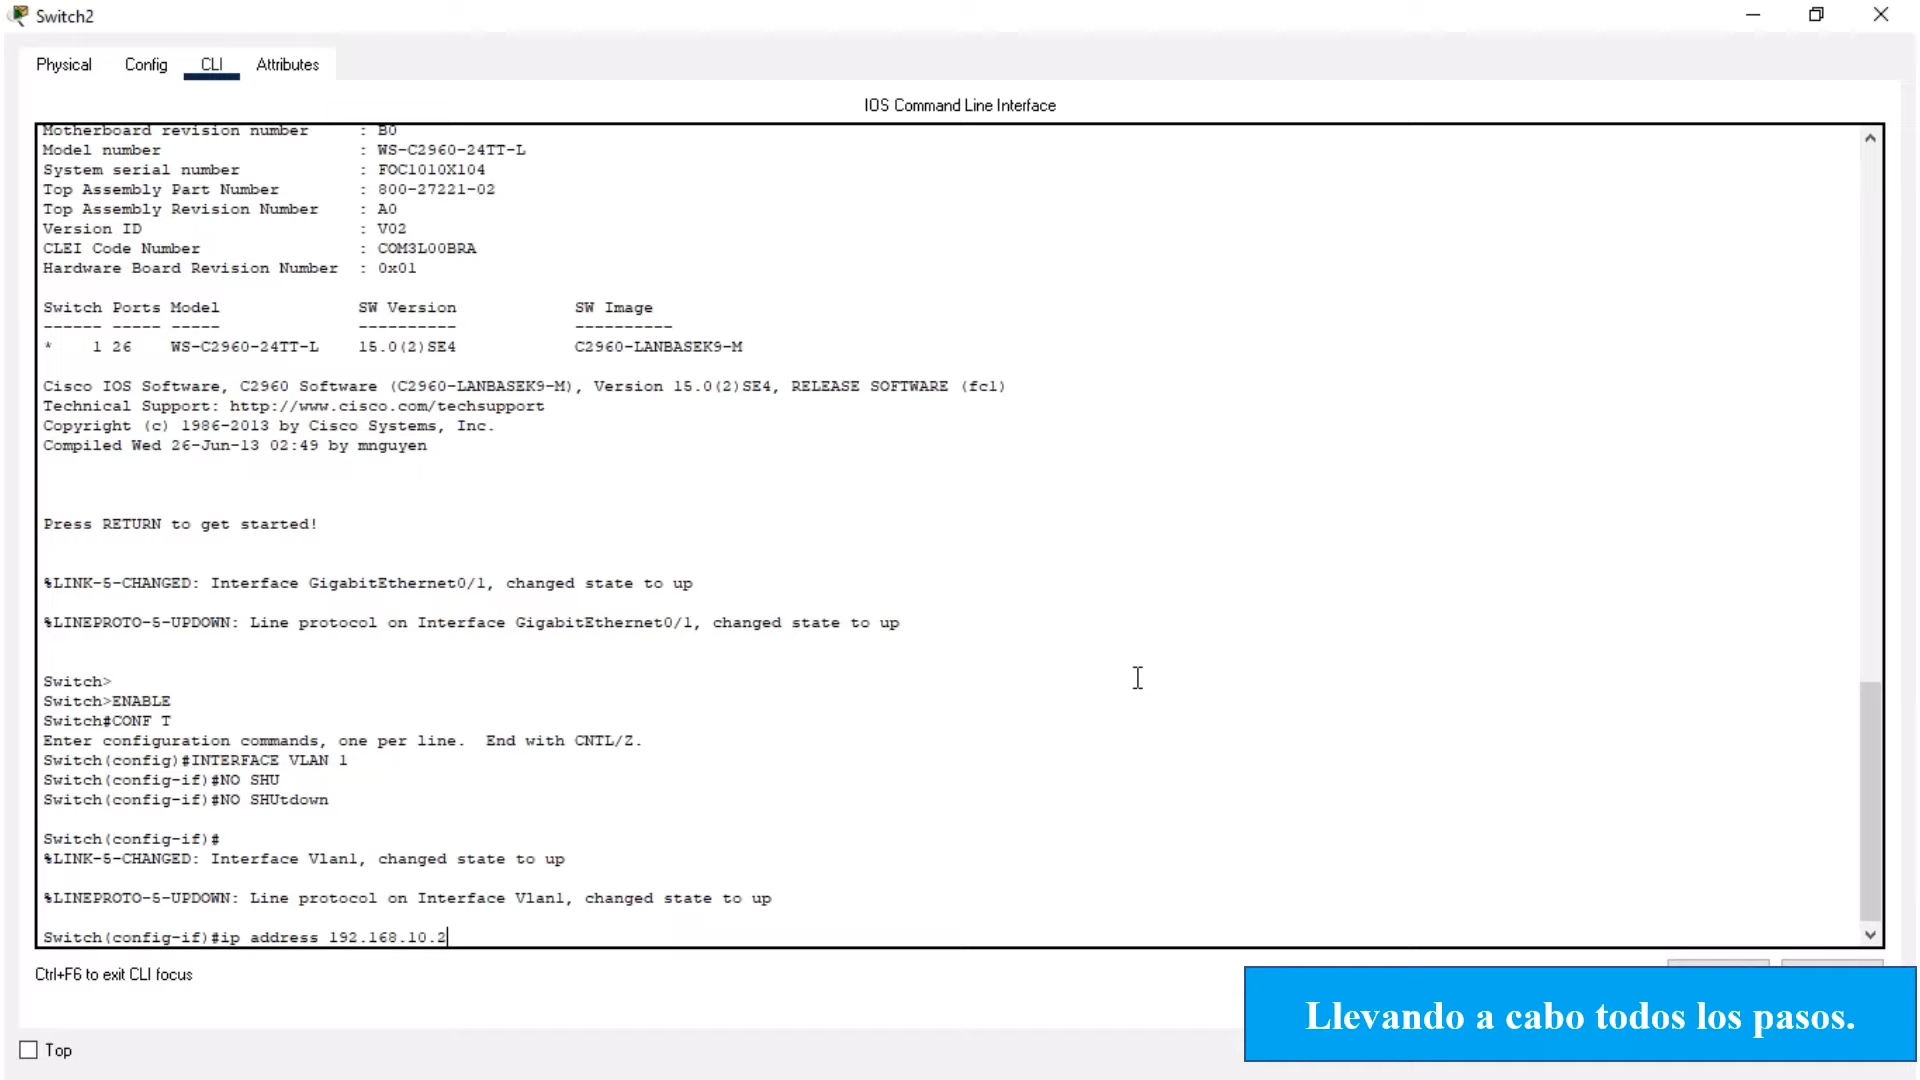 Switch2
Physical Config CLI Attributes
IOS Command Line Interface
Motherboard revision number : B0
Model number : WS-C2960-24TT-L
System serial number : FOC1010X104
Top Assembly Part Number : 800-27221-02
Top Assembly Revision Number : A0
Version ID : V02
CLEI Code Number : COM3L00BRA
Hardware Board Revision Number : 0x01
Switch Ports Model SW Version SW Image
------ ----- ----- ---------- ----------
* 1 26 WS-C2960-24TT-L 15.0(2)SE4 C2960-LANBASEK9-M
Cisco IOS Software, C2960 Software (C2960-LANBASEK9-M), Version 15.0(2)SE4, RELEASE SOFTWARE (fc1)
Technical Support: http://www.cisco.com/techsupport
Copyright (c) 1986-2013 by Cisco Systems, Inc.
Compiled Wed 26-Jun-13 02:49 by mnguyen
Press RETURN to get started!
%LINK-5-CHANGED: Interface GigabitEthernet0/1, changed state to up
%LINEPROTO-5-UPDOWN: Line protocol on Interface GigabitEthernet0/1, changed state to up
Switch>
Switch>ENABLE
Switch#CONF T
Enter configuration commands, one per line. End with CNTL/Z.
Switch(config)#INTERFACE VLAN 1
Switch(config-if)#NO SHU
Switch(config-if)#NO SHUtdown
Switch(config-if)#
%LINK-5-CHANGED: Interface Vlan1, changed state to up
%LINEPROTO-5-UPDOWN: Line protocol on Interface Vlan1, changed state to up
Switch(config-if)#ip address 192.168.10.2
Ctrl+F6 to exit CLI focus
Llevando a cabo todos los pasos.
Top